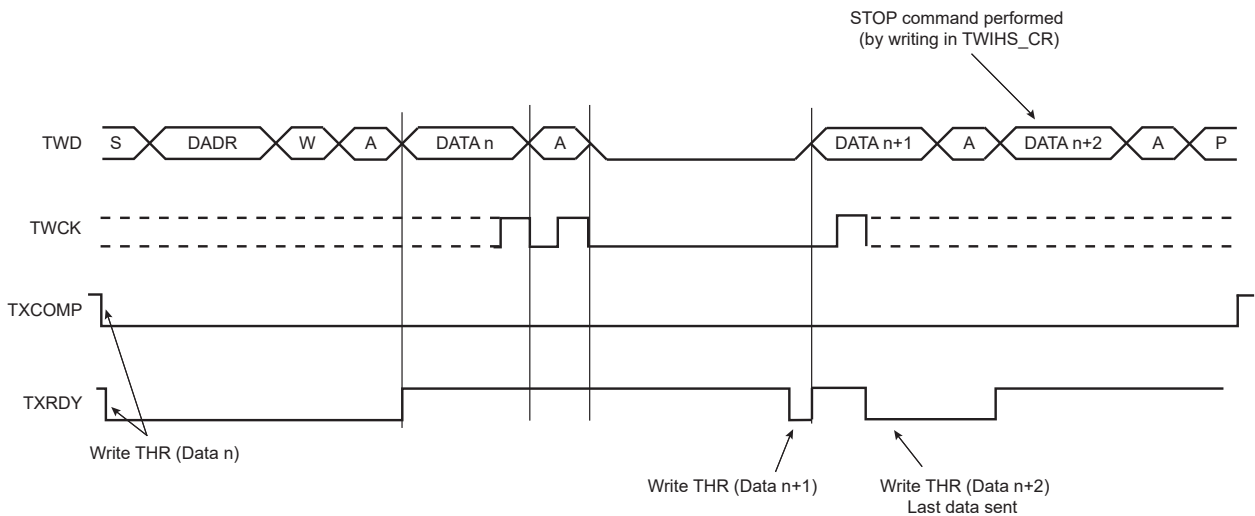 STOP command performed
(by writing in TWIHS_CR)
TWD S DADR W A DATA n A DATA n+1 A DATA n+2 A P
TWCK
TXCOMP
TXRDY
Write THR (Data n)
Write THR (Data n+1) Write THR (Data n+2)
Last data sent